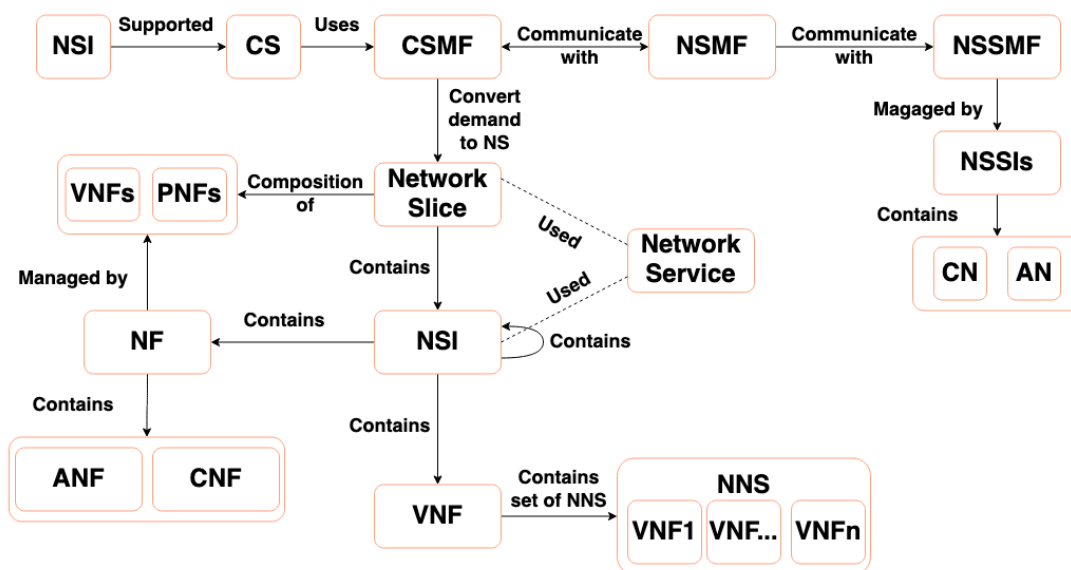 NSI
Supported
CS
Uses
CSMF
Communicate
with
NSMF
Communicate
with
NSSMF
Convert
demand
to NS
Magaged by
NSSIs
VNFs
PNFs
Composition
of
Network
Slice
Used
Network
Service
Contains
CN
AN
Managed by
Contains
Used
NF
Contains
NSI
Contains
Contains
ANF
CNF
Contains
VNF
Contains
set of NNS
NNS
VNF1
VNF...
VNFn